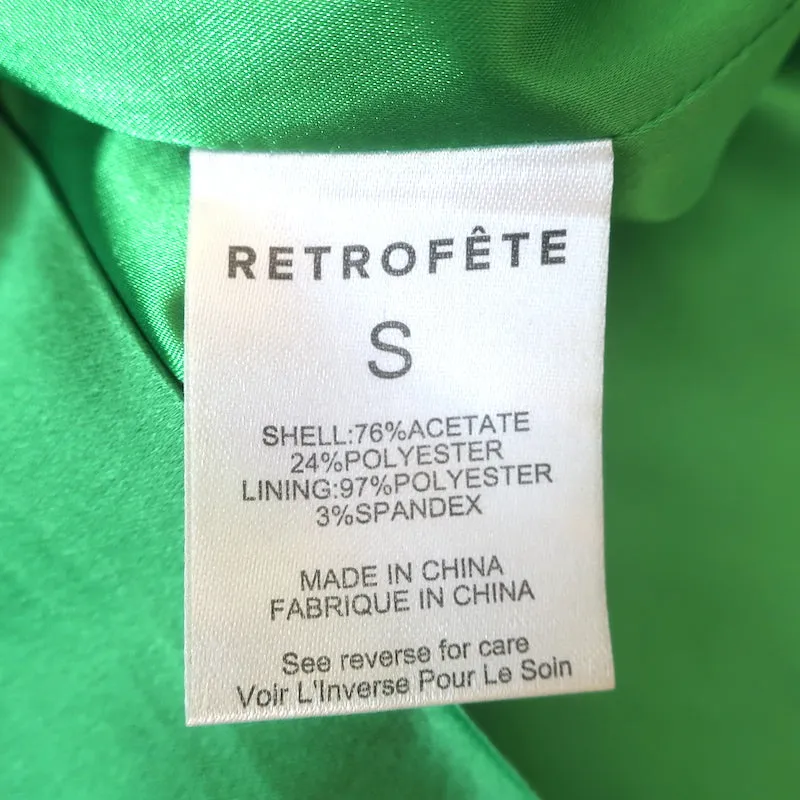 RETROFÊTE
S
SHELL:76%ACETATE
24%POLYESTER
LINING:97%POLYESTER
3%SPANDEX
MADE IN CHINA
FABRIQUE IN CHINA
See reverse for care
Voir L'Inverse Pour Le Soin